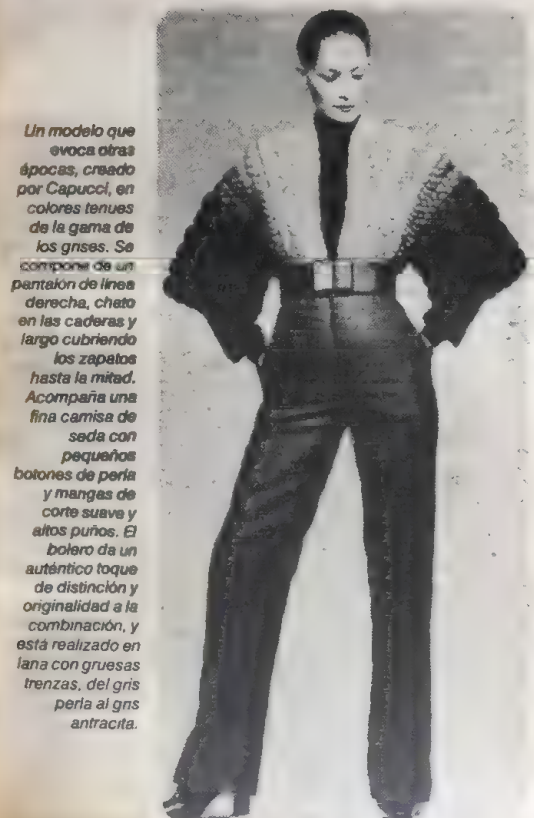 Un modelo que
evoca otras
épocas, creado
por Capucci, en
colores tenues
de la gama de
los grises. Se
compone de un
pantalón de línea
derecha, chato
en las caderas y
largo cubriendo
los zapatos
hasta la mitad.
Acompaña una
fina camisa de
seda con
pequeños
botones de perla
y mangas de
corte suave y
altos puños. El
bolero da un
auténtico toque
de distinción y
originalidad a la
combinación, y
está realizado en
lana con gruesas
trenzas, del gris
perla al gris
antracita.